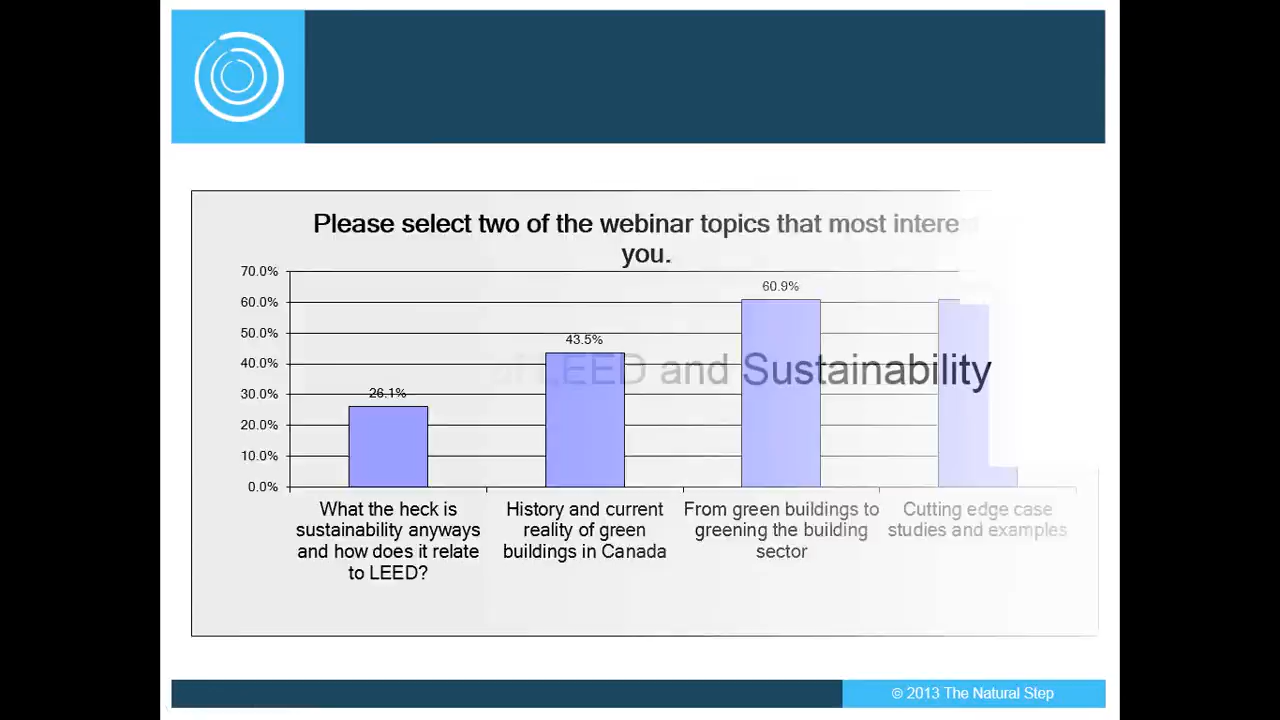 Please select two of the webinar topics that most
you.
70.0%
60.0%
50.0%
40.0%
30.0%
20.0%
10.0%
0.0%
26.1%
43.5%
60.9%
LEED and Sustainability
What the heck is
sustainability anyways
and how does it relate
to LEED?
History and current
reality of green
buildings in Canada
From green buildings to
greening the building
sector
Cutting edge case
studies and examples
© 2013 The Natural Step